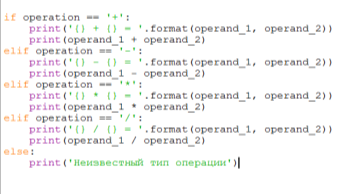 if operation == '+':
    print('{} + {} = '.format(operand_1, operand_2))
    print(operand_1 + operand_2)
elif operation == '-':
    print('{} - {} = '.format(operand_1, operand_2))
    print(operand_1 - operand_2)
elif operation == '*':
    print('{} * {} = '.format(operand_1, operand_2))
    print(operand_1 * operand_2)
elif operation == '/':
    print('{} / {} = '.format(operand_1, operand_2))
    print(operand_1 / operand_2)
else:
    print('Неизвестный тип операции')